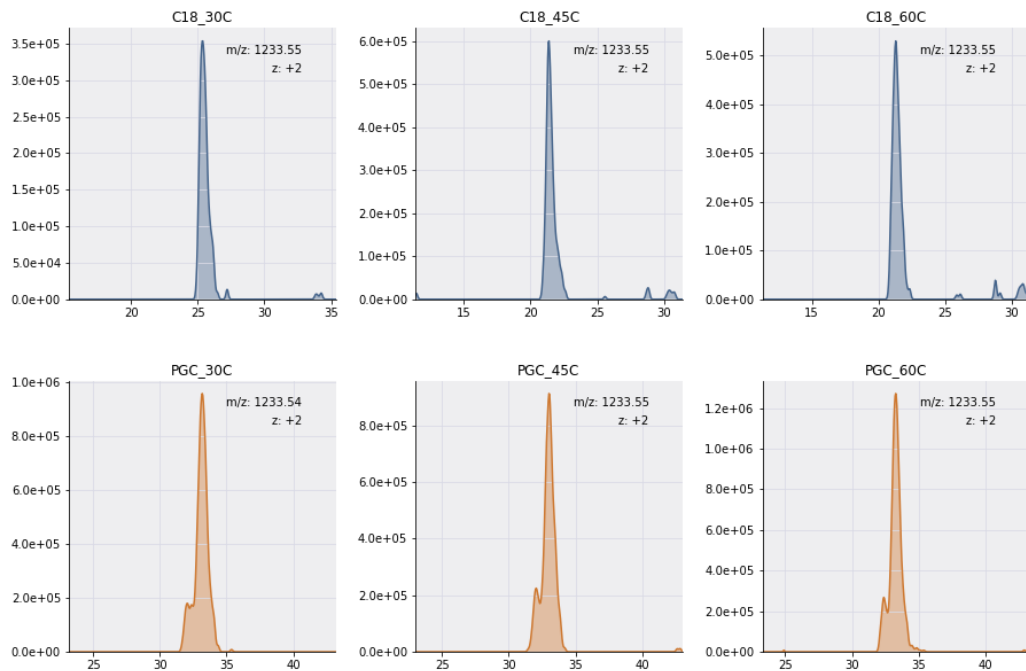 C18_30C
3.5e+05
3.0e+05
2.5e+05
2.0e+05
1.5e+05
1.0e+05
5.0e+04
0.0e+00
m/z: 1233.55
z: +2
20
25
30
35
C18_45C
6.0e+05
5.0e+05
4.0e+05
3.0e+05
2.0e+05
1.0e+05
0.0e+00
m/z: 1233.55
z: +2
15
20
25
30
C18_60C
5.0e+05
4.0e+05
3.0e+05
2.0e+05
1.0e+05
0.0e+00
m/z: 1233.55
z: +2
15
20
25
30
PGC_30C
1.0e+06
8.0e+05
6.0e+05
4.0e+05
2.0e+05
0.0e+00
m/z: 1233.54
z: +2
25
30
35
40
PGC_45C
8.0e+05
6.0e+05
4.0e+05
2.0e+05
0.0e+00
m/z: 1233.55
z: +2
25
30
35
40
PGC_60C
1.2e+06
1.0e+06
8.0e+05
6.0e+05
4.0e+05
2.0e+05
0.0e+00
m/z: 1233.55
z: +2
25
30
35
40